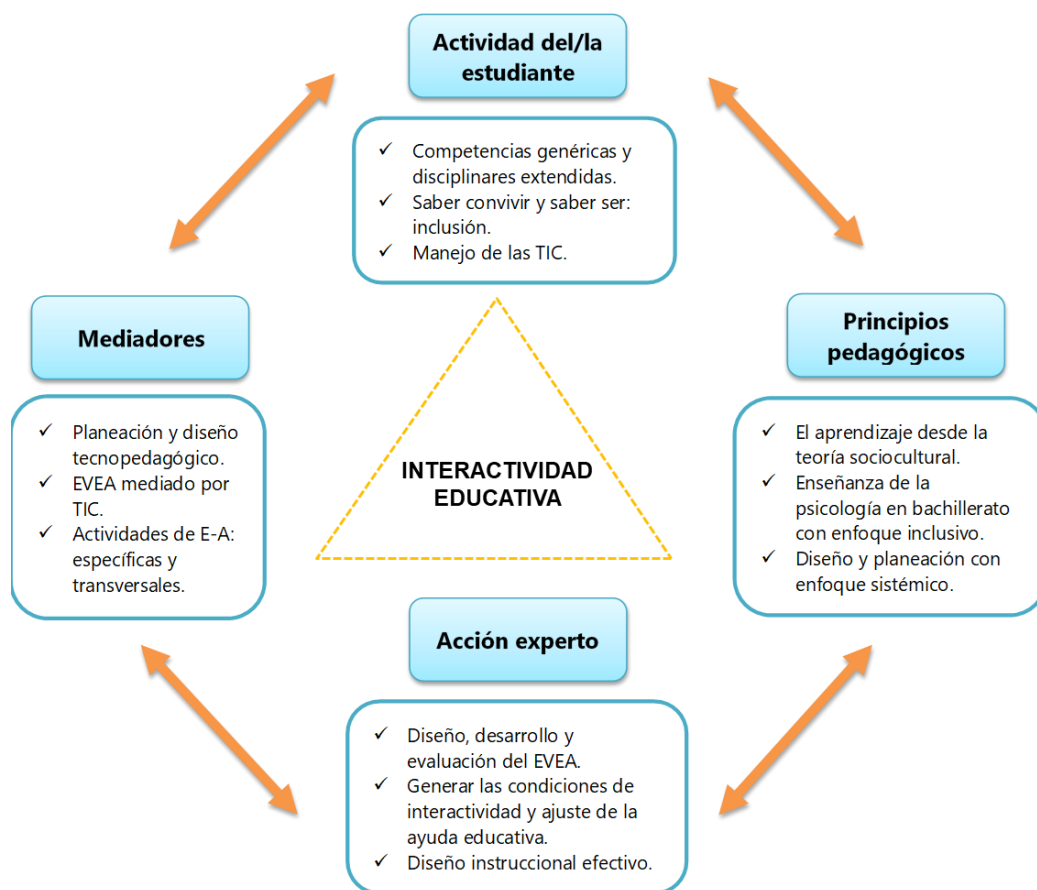 Actividad del/la
estudiante
✓ Competencias genéricas y
disciplinares extendidas.
✓ Saber convivir y saber ser:
inclusión.
✓ Manejo de las TIC.
Mediadores
✓ Planeación y diseño
tecnopedagógico.
✓ EVEA mediado por
TIC.
✓ Actividades de E-A:
específicas y
transversales.
INTERACTIVIDAD
EDUCATIVA
Principios
pedagógicos
✓ El aprendizaje desde la
teoría sociocultural.
✓ Enseñanza de la
psicología en bachillerato
con enfoque inclusivo.
✓ Diseño y planeación con
enfoque sistémico.
Acción experto
✓ Diseño, desarrollo y
evaluación del EVEA.
✓ Generar las condiciones de
interactividad y ajuste de la
ayuda educativa.
✓ Diseño instruccional efectivo.